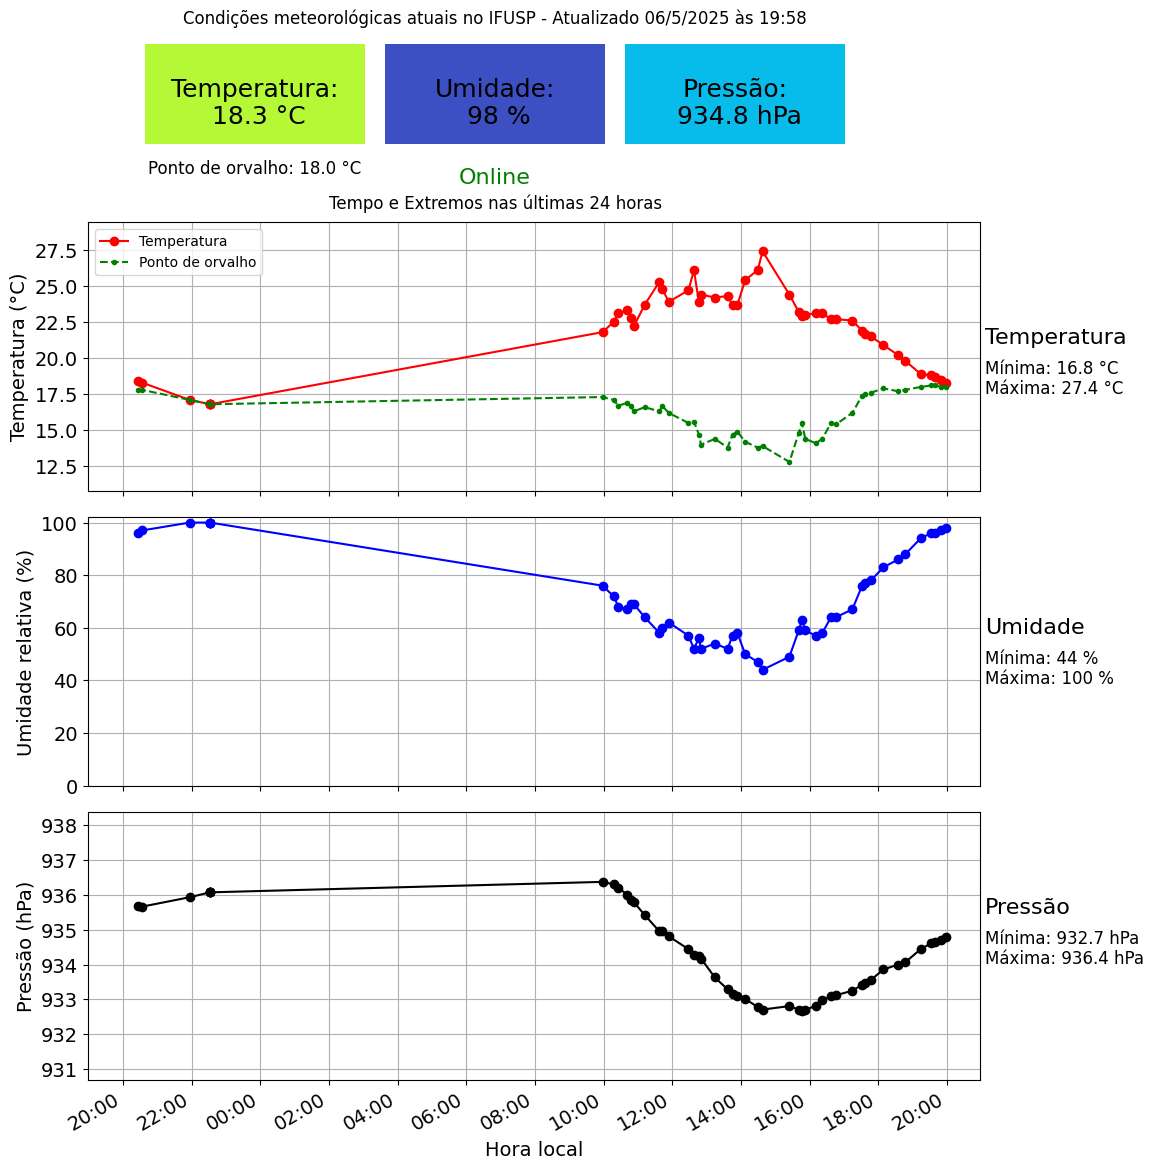 Condições meteorológicas atuais no IFUSP - Atualizado 06/5/2025 às 19:58
Temperatura:
18.3 °C
Umidade:
98 %
Pressão:
934.8 hPa
Ponto de orvalho: 18.0 °C
Online
Tempo e Extremos nas últimas 24 horas
Temperatura
Ponto de orvalho
Temperatura (°C)
27.5
25.0
22.5
20.0
17.5
15.0
12.5
Temperatura
Mínima: 16.8 °C
Máxima: 27.4 °C
Umidade relativa (%)
100
80
60
40
20
0
Umidade
Mínima: 44 %
Máxima: 100 %
Pressão (hPa)
938
937
936
935
934
933
932
931
Pressão
Mínima: 932.7 hPa
Máxima: 936.4 hPa
20:00 22:00 00:00 02:00 04:00 06:00 08:00 10:00 12:00 14:00 16:00 18:00 20:00
Hora local